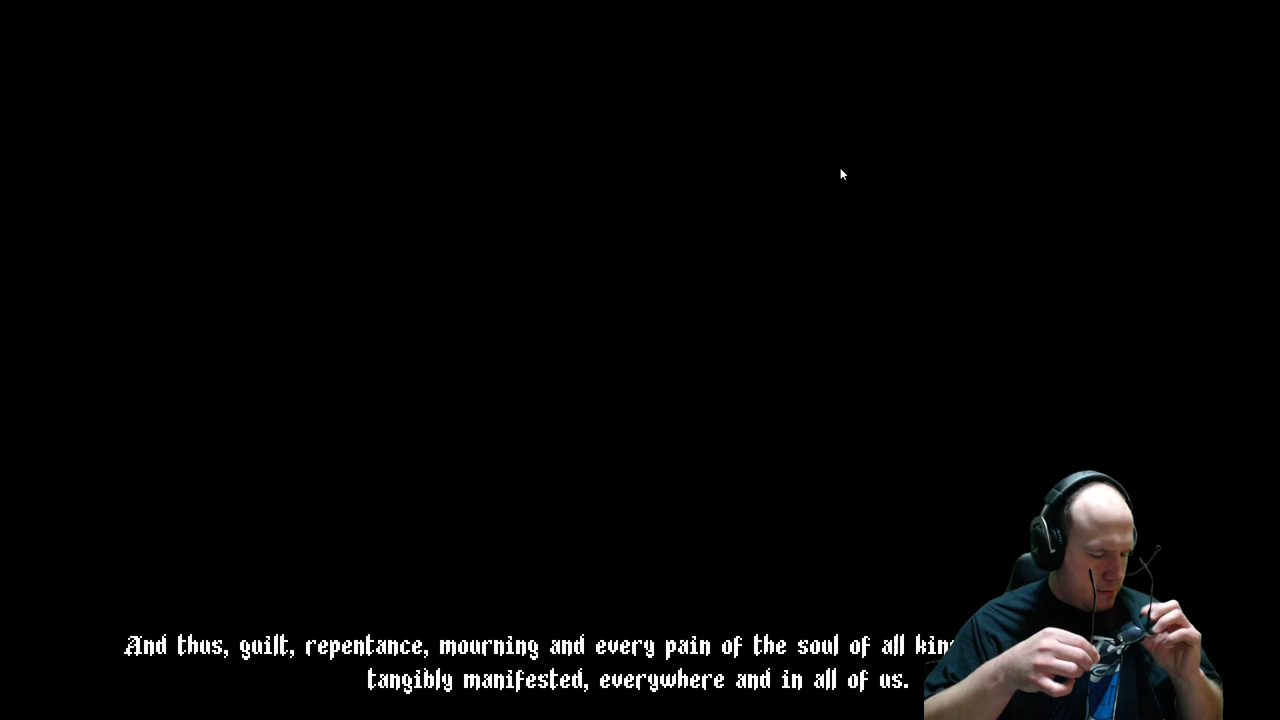 And thus, guilt, repentance, mourning and every pain of the soul of all
tangibly manifested, everywhere and in all of us.